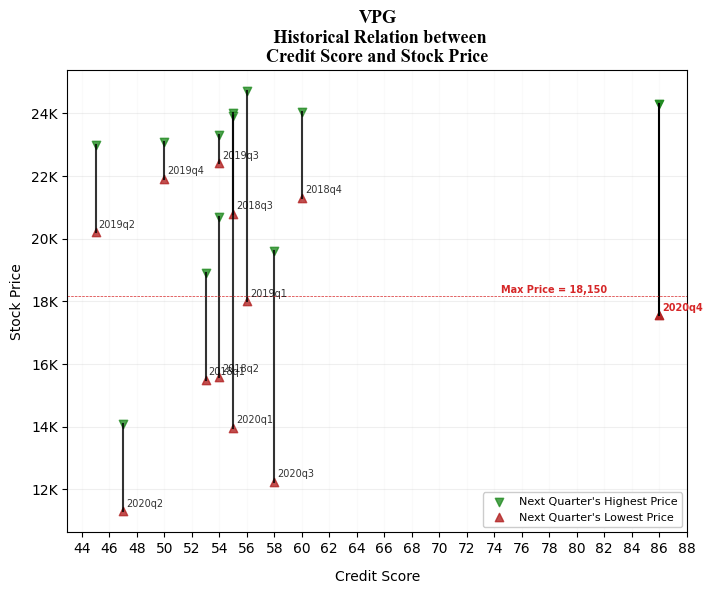 VPG
Historical Relation between
Credit Score and Stock Price
Stock Price
24K
22K
20K
18K
16K
14K
12K
2019q2
2019q4
2019q3
2018q3
2018q4
2019q1
Max Price = 18,150
2020q4
2018q1
2018q2
2020q1
2020q3
2020q2
Next Quarter's Highest Price
Next Quarter's Lowest Price
44 46 48 50 52 54 56 58 60 62 64 66 68 70 72 74 76 78 80 82 84 86 88
Credit Score